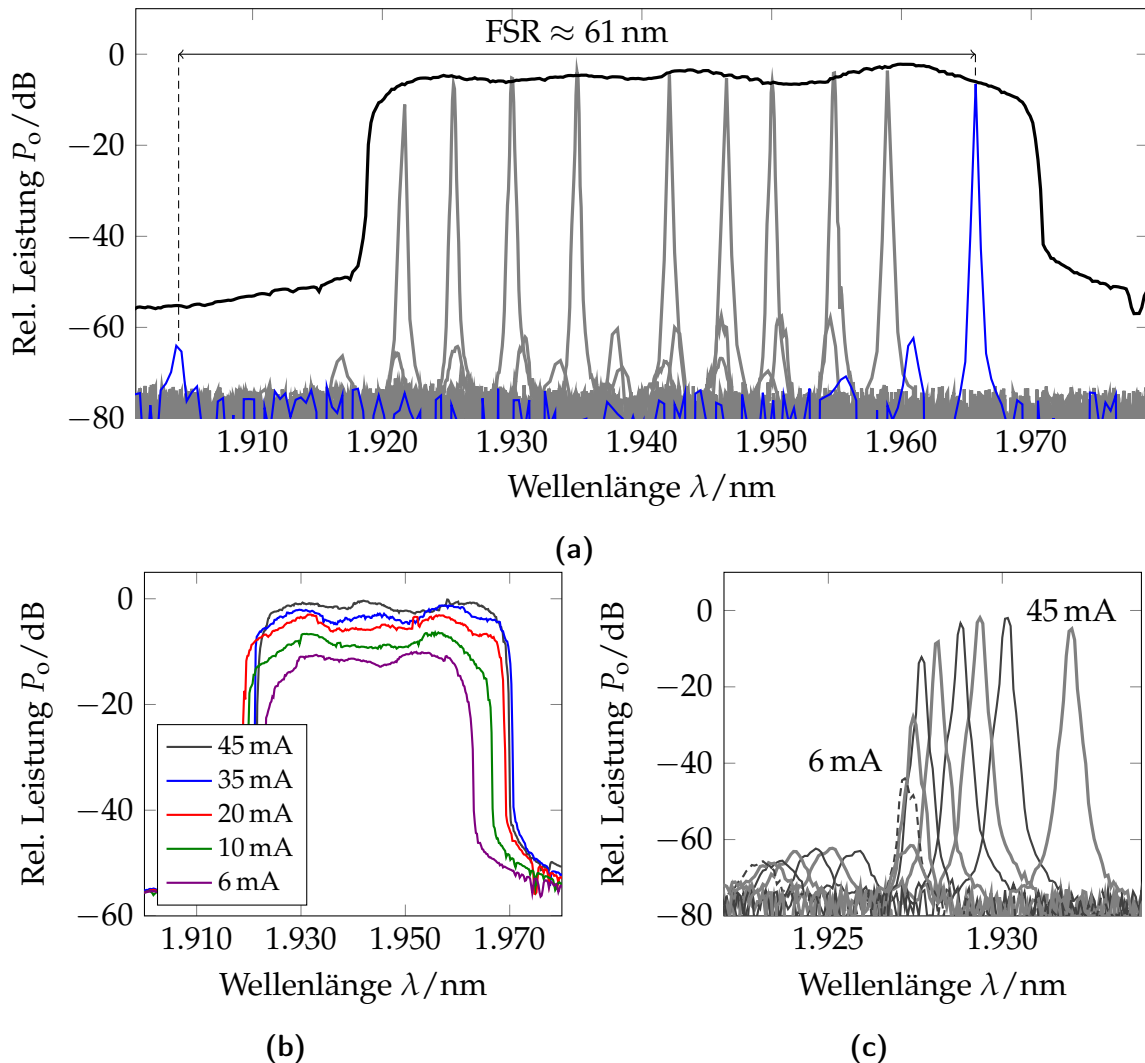 FSR ≈ 61 nm
Rel. Leistung Pₒ/dB
0
−20
−40
−60
−80
1.910 1.920 1.930 1.940 1.950 1.960 1.970
Wellenlänge λ/nm
(a)
Rel. Leistung Pₒ/dB
0
−20
−40
−60
45 mA
35 mA
20 mA
10 mA
6 mA
1.910 1.930 1.950 1.970
Wellenlänge λ/nm
(b)
Rel. Leistung Pₒ/dB
0
−20
−40
−60
−80
45 mA
6 mA
1.925 1.930
Wellenlänge λ/nm
(c)